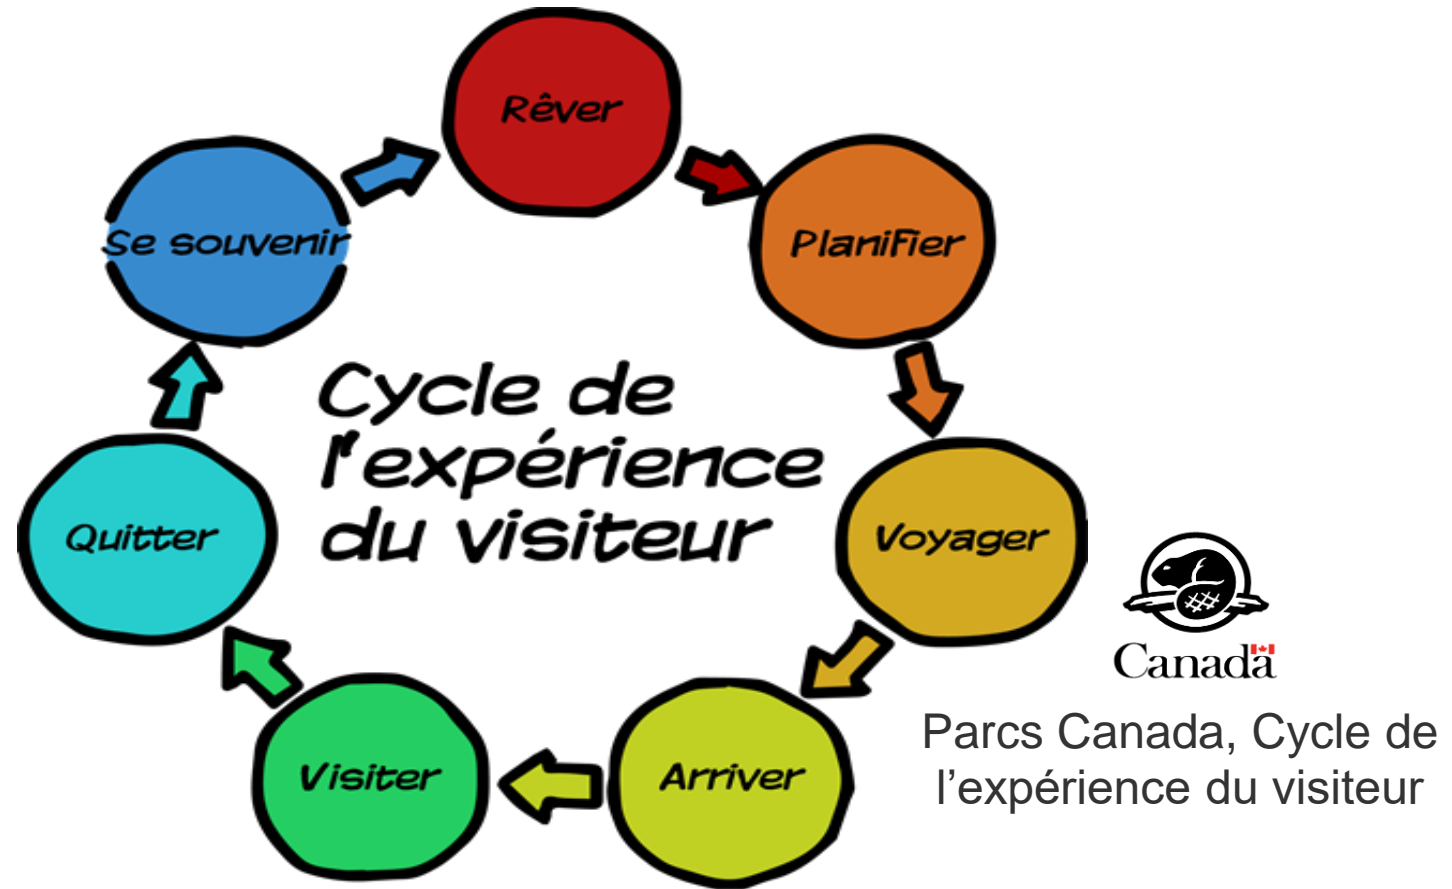 Rêver
Planifier
Voyager
Arriver
Visiter
Quitter
Se souvenir
Cycle de
l'expérience
du visiteur
Canada
Parcs Canada, Cycle de
l’expérience du visiteur